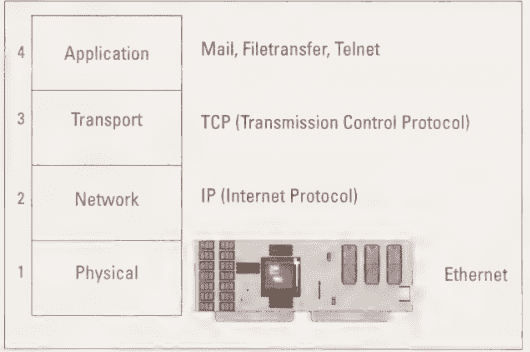 4 Application Mail, Filetransfer, Telnet
3 Transport TCP (Transmission Control Protocol)
2 Network IP (Internet Protocol)
1 Physical Ethernet